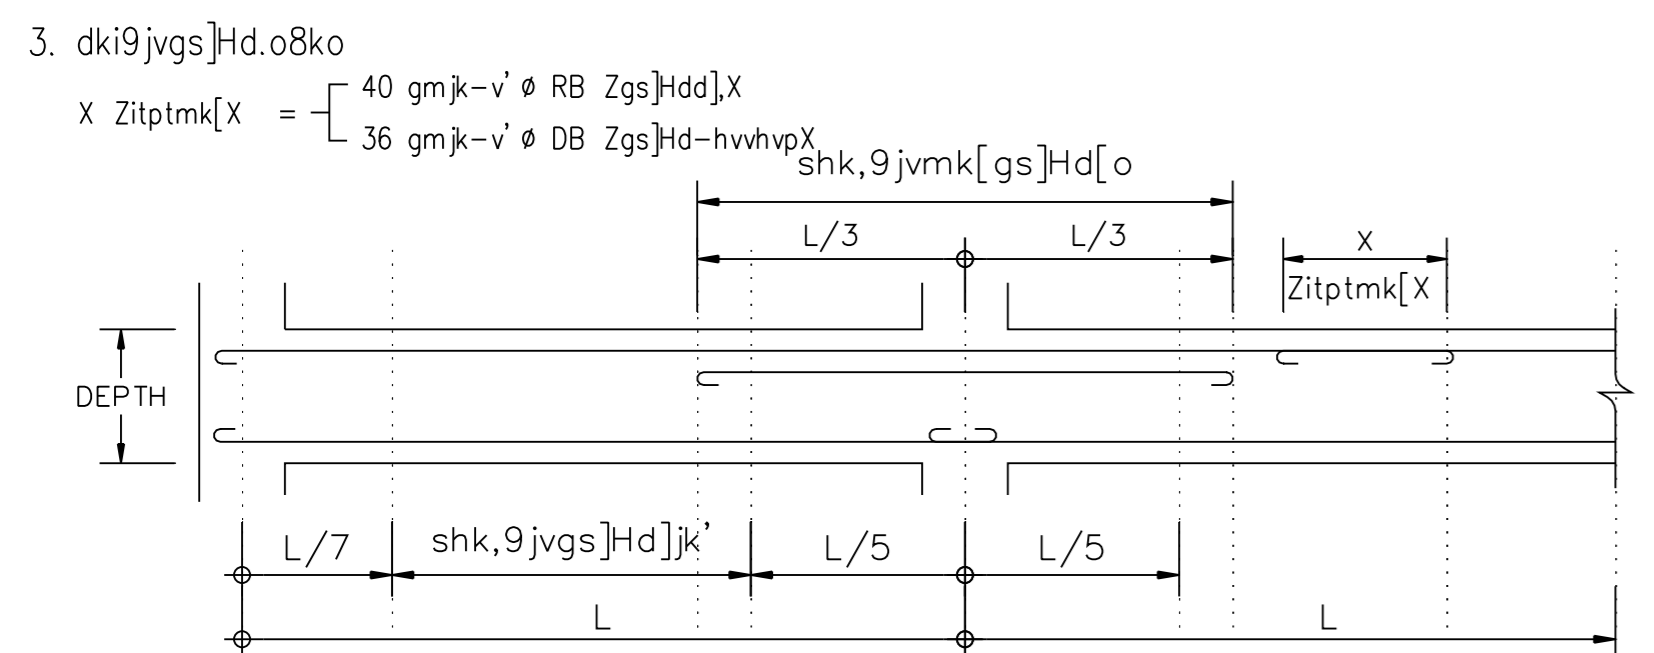 3. dki9jvgs]Hd.o8ko
X Zitptmk[X =
40 gmjk-v' ø RB Zgs]Hdd],X
36 gmjk-v' ø DB Zgs]Hd-hvvhvpX
shk,9jvmk[gs]Hd[o
L/3 L/3 X
Zitptmk[X
DEPTH
L/7 shk,9jvgs]Hd]jk' L/5 L/5
L L